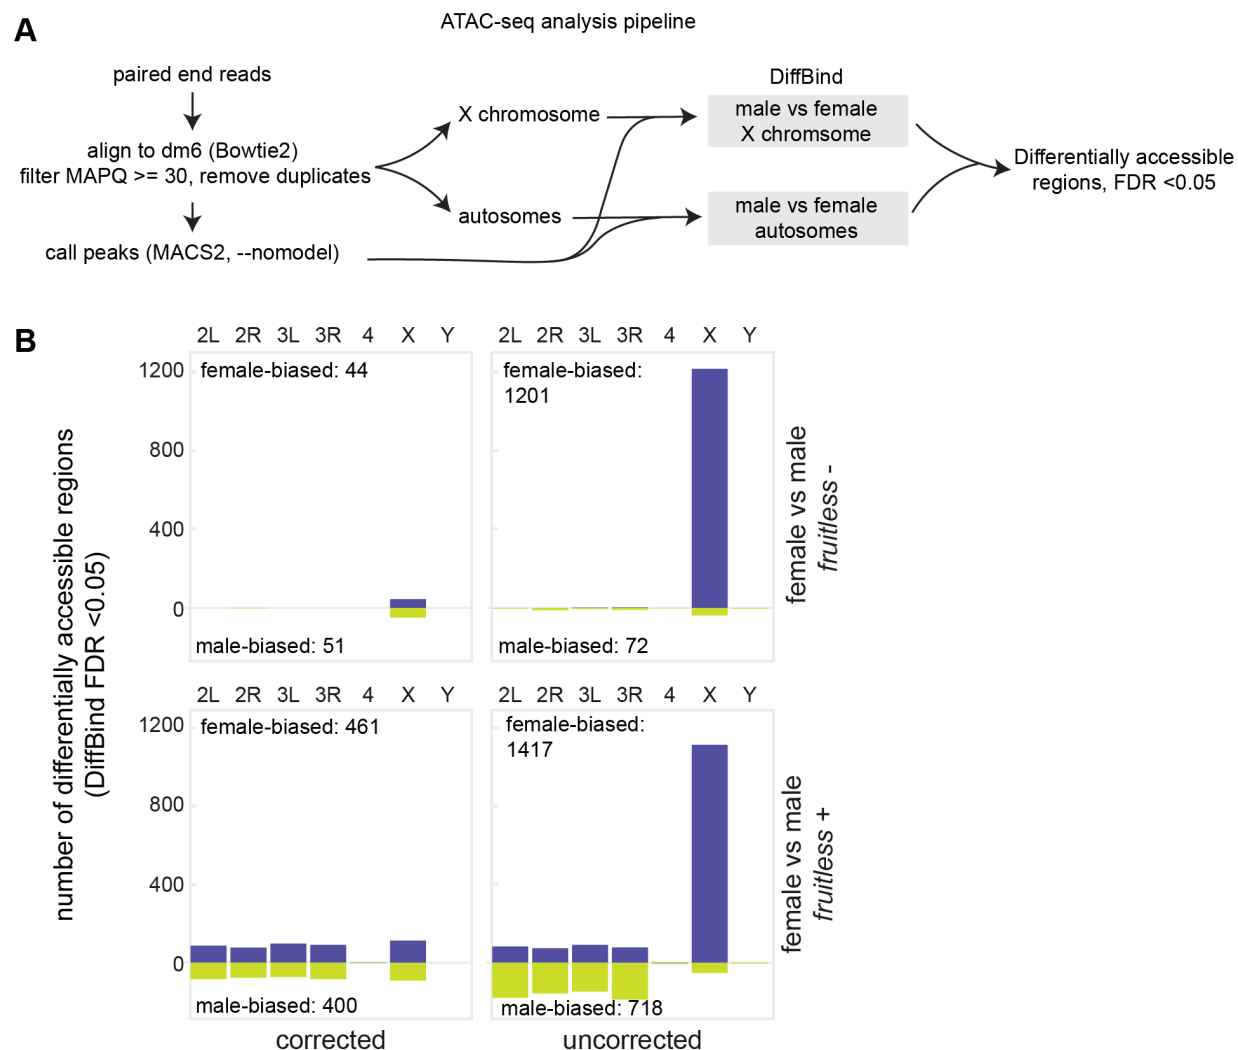 A
ATAC-seq analysis pipeline
paired end reads
align to dm6 (Bowtie2)
filter MAPQ >= 30, remove duplicates
call peaks (MACS2, --nomodel)
X chromosome
autosomes
DiffBind
male vs female
X chromsome
male vs female
autosomes
Differentially accessible
regions, FDR <0.05
B
number of differentially accessible regions
(DiffBind FDR <0.05)
2L 2R 3L 3R 4 X Y
1200
800
400
0
female-biased: 44
male-biased: 51
2L 2R 3L 3R 4 X Y
female-biased:
1201
male-biased: 72
female vs male
fruitless -
2L 2R 3L 3R 4 X Y
1200
800
400
0
female-biased: 461
male-biased: 400
corrected
2L 2R 3L 3R 4 X Y
female-biased:
1417
male-biased: 718
uncorrected
female vs male
fruitless +